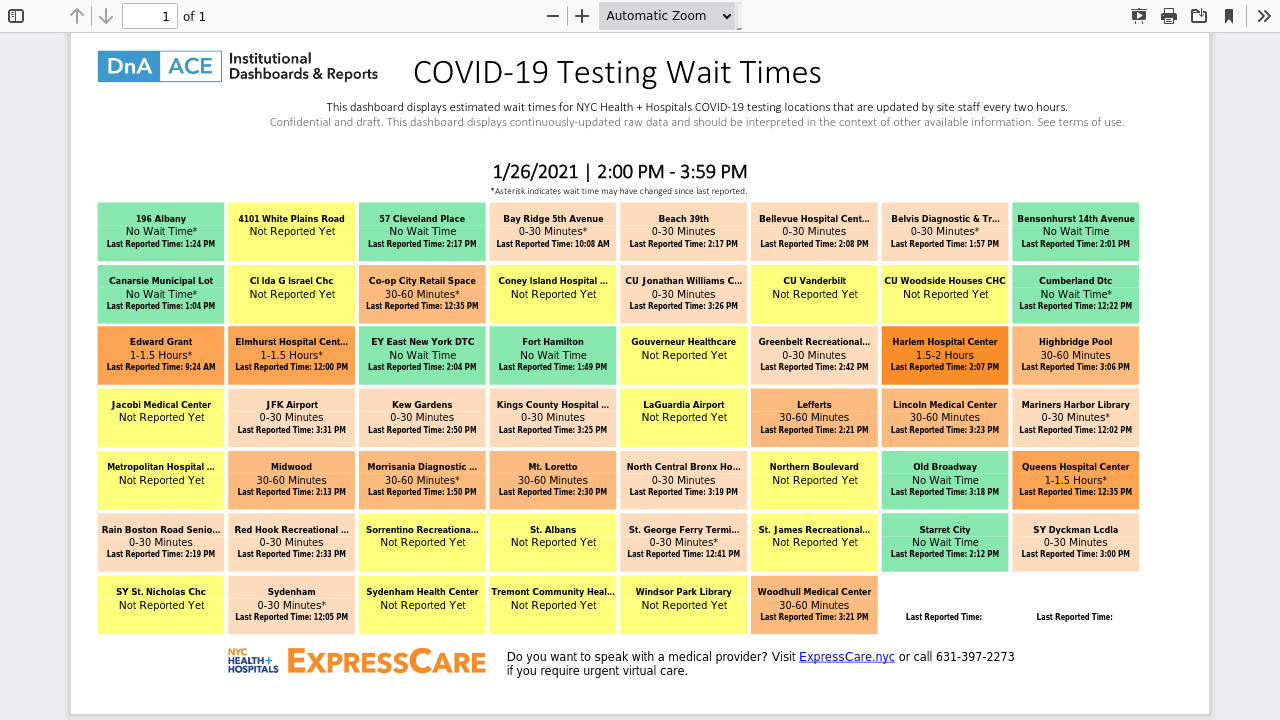 1
of 1
Automatic Zoom
DnA ACE Institutional
Dashboards & Reports
COVID-19 Testing Wait Times
This dashboard displays estimated wait times for NYC Health + Hospitals COVID-19 testing locations that are updated by site staff every two hours.
Confidential and draft. This dashboard displays continuously-updated raw data and should be interpreted in the context of other available information. See terms of use.
1/26/2021 | 2:00 PM - 3:59 PM
*Asterisk indicates wait time may have changed since last reported.
196 Albany
No Wait Time*
Last Reported Time: 1:24 PM
4101 White Plains Road
Not Reported Yet
57 Cleveland Place
No Wait Time
Last Reported Time: 2:17 PM
Bay Ridge 5th Avenue
0-30 Minutes*
Last Reported Time: 10:08 AM
Beach 39th
0-30 Minutes
Last Reported Time: 2:17 PM
Bellevue Hospital Cent...
0-30 Minutes
Last Reported Time: 2:08 PM
Belvis Diagnostic & Tr...
0-30 Minutes*
Last Reported Time: 1:57 PM
Bensonhurst 14th Avenue
No Wait Time
Last Reported Time: 2:01 PM
Canarsie Municipal Lot
No Wait Time*
Last Reported Time: 1:04 PM
CI Ida G Israel Chc
Not Reported Yet
Co-op City Retail Space
30-60 Minutes*
Last Reported Time: 12:35 PM
Coney Island Hospital ...
Not Reported Yet
CU Jonathan Williams C...
0-30 Minutes
Last Reported Time: 3:26 PM
CU Vanderbilt
Not Reported Yet
CU Woodside Houses CHC
Not Reported Yet
Cumberland Dtc
No Wait Time*
Last Reported Time: 12:22 PM
Edward Grant
1-1.5 Hours*
Last Reported Time: 9:24 AM
Elmhurst Hospital Cent...
1-1.5 Hours*
Last Reported Time: 12:00 PM
EY East New York DTC
No Wait Time
Last Reported Time: 2:04 PM
Fort Hamilton
No Wait Time
Last Reported Time: 1:49 PM
Gouverneur Healthcare
Not Reported Yet
Greenbelt Recreational...
0-30 Minutes
Last Reported Time: 2:42 PM
Harlem Hospital Center
1.5-2 Hours
Last Reported Time: 2:07 PM
Highbridge Pool
30-60 Minutes
Last Reported Time: 3:06 PM
Jacobi Medical Center
Not Reported Yet
JFK Airport
0-30 Minutes
Last Reported Time: 3:31 PM
Kew Gardens
0-30 Minutes
Last Reported Time: 2:50 PM
Kings County Hospital ...
0-30 Minutes
Last Reported Time: 3:25 PM
LaGuardia Airport
Not Reported Yet
Lefferts
30-60 Minutes
Last Reported Time: 2:21 PM
Lincoln Medical Center
30-60 Minutes
Last Reported Time: 3:23 PM
Mariners Harbor Library
0-30 Minutes*
Last Reported Time: 12:02 PM
Metropolitan Hospital ...
Not Reported Yet
Midwood
30-60 Minutes
Last Reported Time: 2:13 PM
Morrisania Diagnostic ...
30-60 Minutes*
Last Reported Time: 1:50 PM
Mt. Loretto
30-60 Minutes
Last Reported Time: 2:30 PM
North Central Bronx Ho...
0-30 Minutes
Last Reported Time: 3:19 PM
Northern Boulevard
Not Reported Yet
Old Broadway
No Wait Time
Last Reported Time: 3:18 PM
Queens Hospital Center
1-1.5 Hours*
Last Reported Time: 12:35 PM
Rain Boston Road Senio...
0-30 Minutes
Last Reported Time: 2:19 PM
Red Hook Recreational ...
0-30 Minutes
Last Reported Time: 2:33 PM
Sorrentino Recreationa...
Not Reported Yet
St. Albans
Not Reported Yet
St. George Ferry Termi...
0-30 Minutes*
Last Reported Time: 12:41 PM
St. James Recreational...
Not Reported Yet
Starret City
No Wait Time
Last Reported Time: 2:12 PM
SY Dyckman Lcdla
0-30 Minutes
Last Reported Time: 3:00 PM
SY St. Nicholas Chc
Not Reported Yet
Sydenham
0-30 Minutes*
Last Reported Time: 12:05 PM
Sydenham Health Center
Not Reported Yet
Tremont Community Heal...
Not Reported Yet
Windsor Park Library
Not Reported Yet
Woodhull Medical Center
30-60 Minutes
Last Reported Time: 3:21 PM
Last Reported Time:
Last Reported Time:
NYC
HEALTH+
HOSPITALS
EXPRESSCARE
Do you want to speak with a medical provider? Visit ExpressCare.nyc or call 631-397-2273
if you require urgent virtual care.